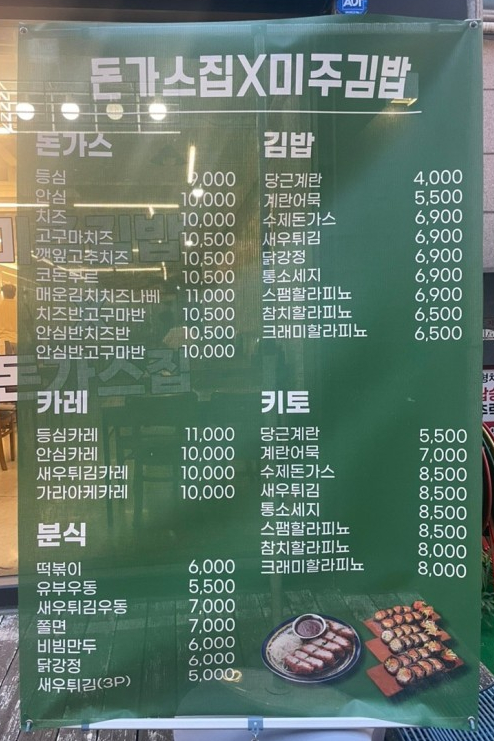 돈가스집X미주김밥
돈가스
등심 9,000
안심 10,000
치즈 10,000
고구마치즈 10,500
깻잎고추치즈 10,500
코돈부르 10,500
매운김치치즈나베 11,000
치즈반고구마반 10,500
안심반치즈반 10,500
안심반고구마반 10,000
김밥
당근계란 4,000
계란어묵 5,500
수제돈가스 6,900
새우튀김 6,900
닭강정 6,900
통소세지 6,900
스팸할라피뇨 6,900
참치할라피뇨 6,500
크래미할라피뇨 6,500
카레
등심카레 11,000
안심카레 10,000
새우튀김카레 10,000
가라아케카레 10,000
키토
당근계란 5,500
계란어묵 7,000
수제돈가스 8,500
새우튀김 8,500
통소세지 8,500
스팸할라피뇨 8,500
참치할라피뇨 8,000
크래미할라피뇨 8,000
분식
떡볶이 6,000
유부우동 5,500
새우튀김우동 7,000
쫄면 7,000
비빔만두 6,000
닭강정 6,000
새우튀김(3P) 5,000